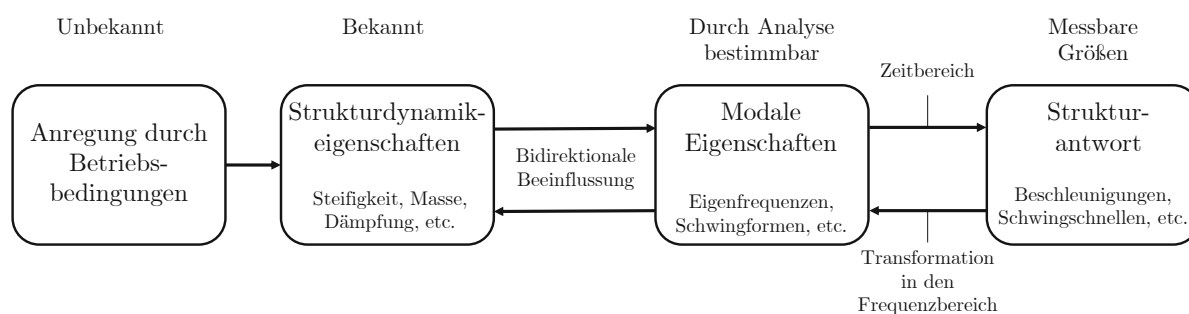 Unbekannt
Bekannt
Durch Analyse
bestimmbar
Messbare
Größen
Anregung durch
Betriebs-
bedingungen
Strukturdynamik-
eigenschaften
Steifigkeit, Masse,
Dämpfung, etc.
Bidirektionale
Beeinflussung
Modale
Eigenschaften
Eigenfrequenzen,
Schwingformen, etc.
Zeitbereich
Transformation
in den
Frequenzbereich
Struktur-
antwort
Beschleunigungen,
Schwingschnellen, etc.